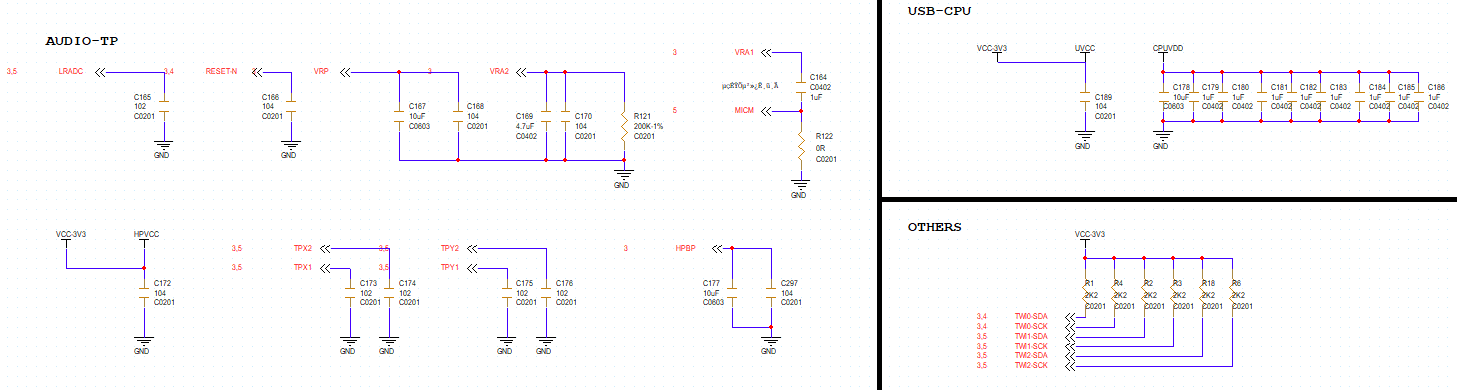 AUDIO-TP
3,5 LRADC
C165
102
C0201
GND
3,4 RESET-N
C166
104
C0201
GND
VRP
C167
10uF
C0603
C168
104
C0201
3 VRA2
C169
4.7uF
C0402
C170
104
C0201
R121
200K-1%
C0201
GND
3 VRA1
C164
C0402
1uF
5 MICM
R122
0R
C0201
GND
VCC-3V3 HPVCC
C172
104
C0201
GND
3,5 TPX2
3,5 TPX1
C173
102
C0201
GND
C174
102
C0201
GND
3,5 TPY2
3,5 TPY1
C175
102
C0201
GND
C176
102
C0201
GND
3 HPBP
C177
10uF
C0603
C297
104
C0201
GND
USB-CPU
VCC-3V3 UVCC CPUVDD
C189
104
C0201
GND
C178 C179 C180 C181 C182 C183 C184 C185 C186
10uF 1uF 1uF 1uF 1uF 1uF 1uF 1uF 1uF
C0603 C0402 C0402 C0402 C0402 C0402 C0402 C0402 C0402
GND
OTHERS
VCC-3V3
R1 R4 R2 R3 R18 R6
2K2 2K2 2K2 2K2 2K2 2K2
C0201 C0201 C0201 C0201 C0201 C0201
3,4 TWI0-SDA
3,4 TWI0-SCK
3,5 TWI1-SDA
3,5 TWI1-SCK
3,5 TWI2-SDA
3,5 TWI2-SCK